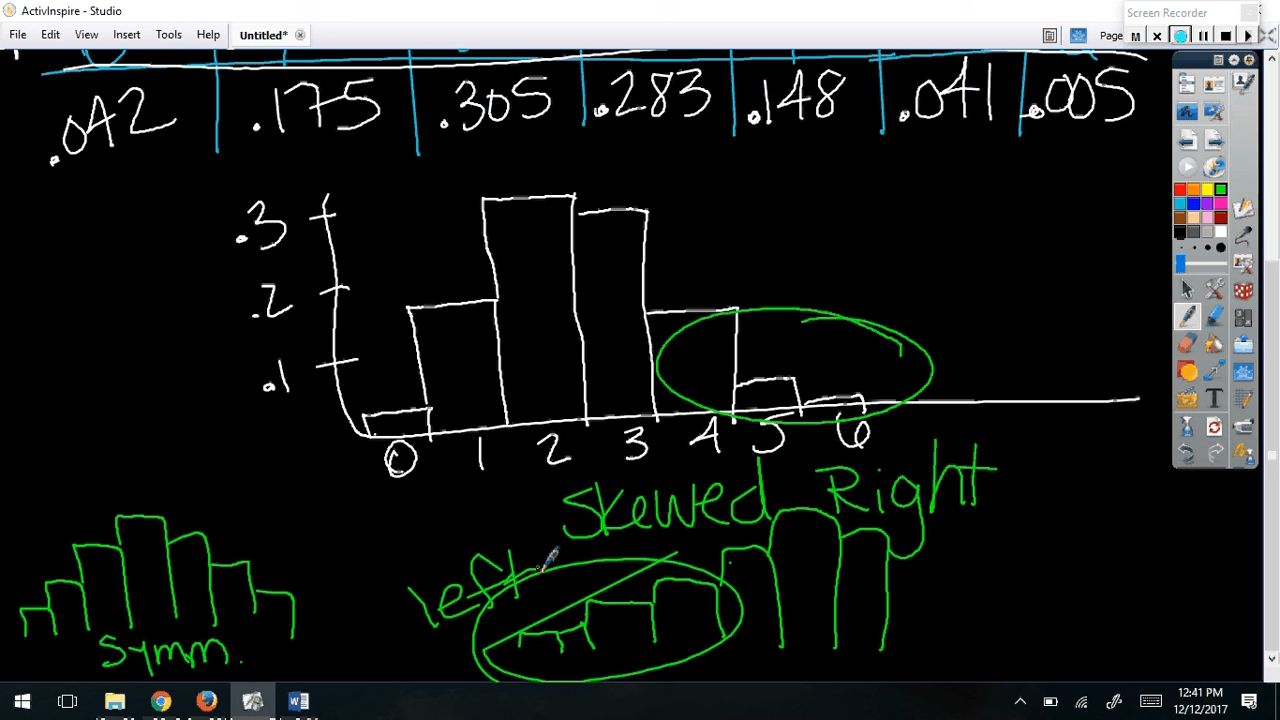 ActivInspire - Studio
Screen Recorder
File Edit View Insert Tools Help Untitled* Page
M
.042 .175 .305 .283 .148 .041 .005
.3
.2
.1
0 1 2 3 4 5 6
Skewed Right
left
Symm.
12:41 PM
12/12/2017